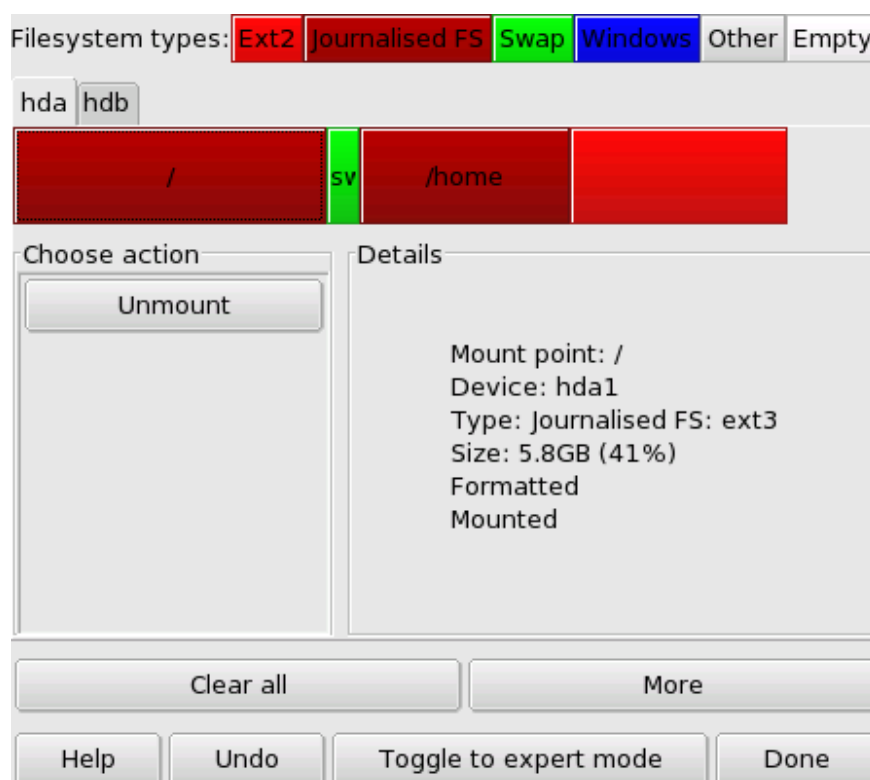 Filesystem types: Ext2 Journalised FS Swap Windows Other Empty
hda hdb
/ sw /home
Choose action
Unmount
Details
Mount point: /
Device: hda1
Type: Journalised FS: ext3
Size: 5.8GB (41%)
Formatted
Mounted
Clear all More
Help Undo Toggle to expert mode Done